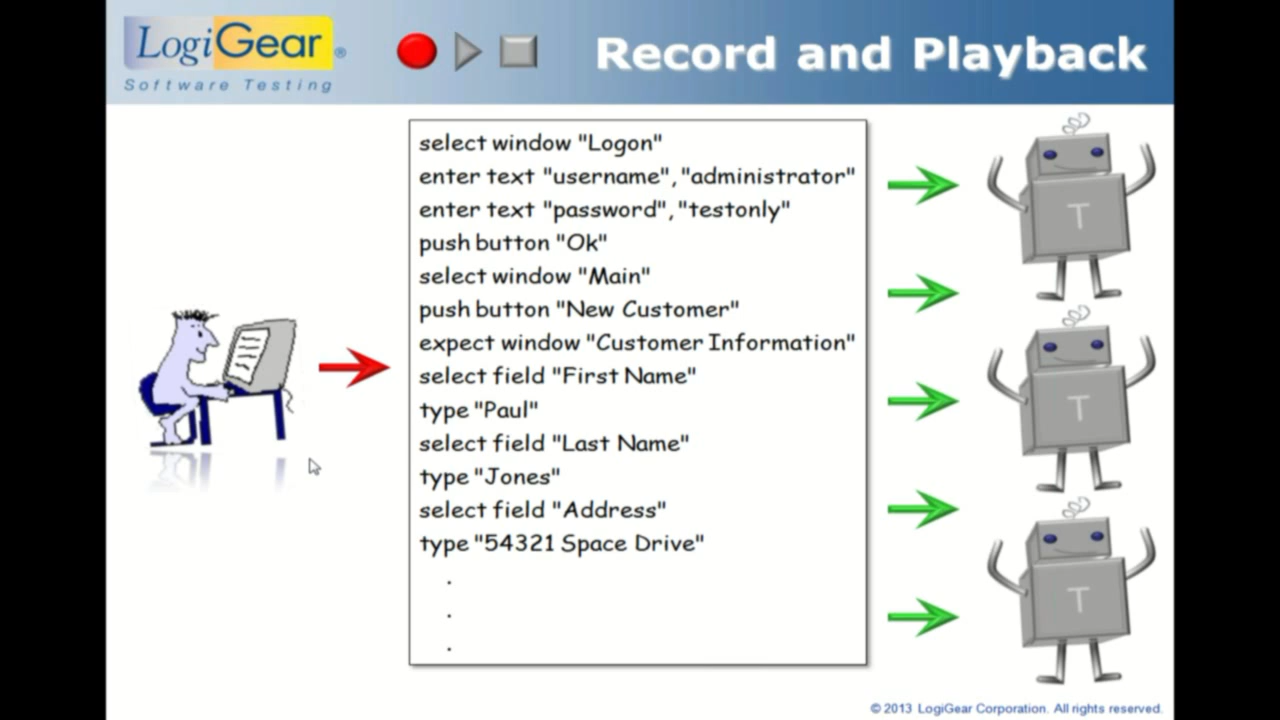 LogiGear®
Software Testing
Record and Playback
select window "Logon"
enter text "username", "administrator"
enter text "password", "testonly"
push button "Ok"
select window "Main"
push button "New Customer"
expect window "Customer Information"
select field "First Name"
type "Paul"
select field "Last Name"
type "Jones"
select field "Address"
type "54321 Space Drive"
.
.
.
T
T
T
© 2013 LogiGear Corporation. All rights reserved.